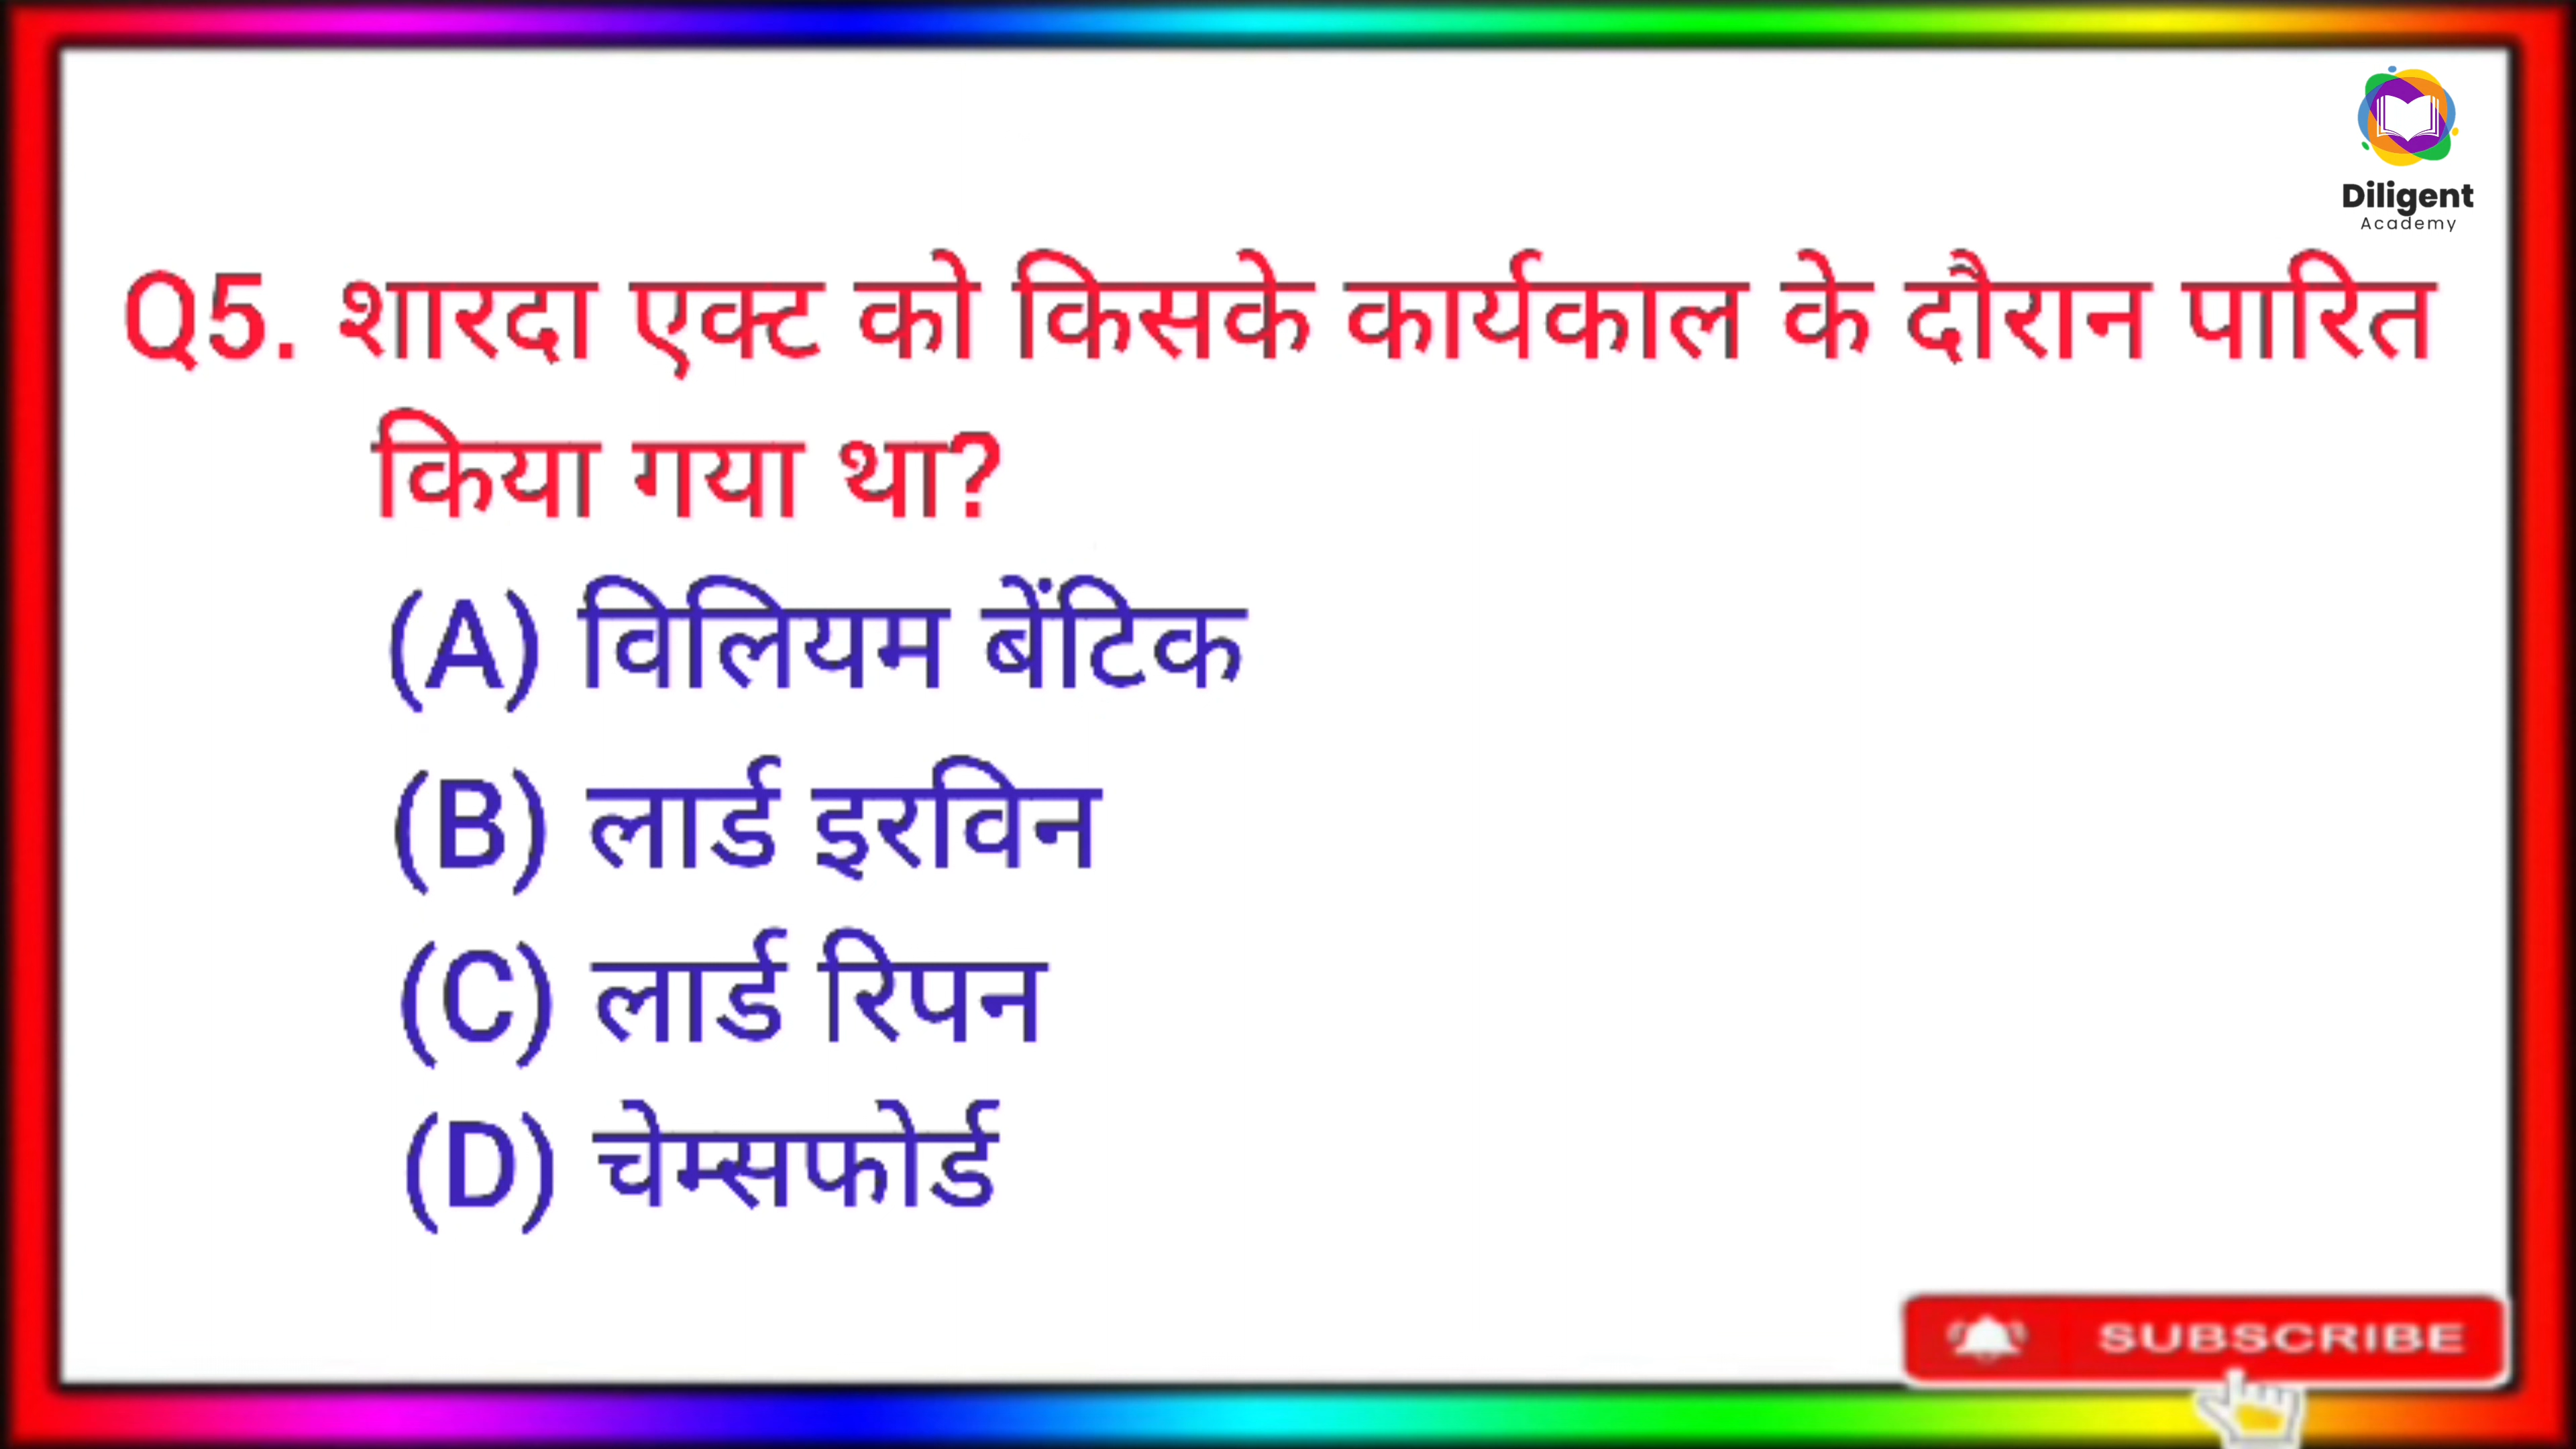 Diligent
Academy
Q5. शारदा एक्ट को किसके कार्यकाल के दौरान पारित
किया गया था?
(A) विलियम बेंटिक
(B) लार्ड इरविन
(C) लार्ड रिपन
(D) चेम्सफोर्ड
SUBSCRIBE